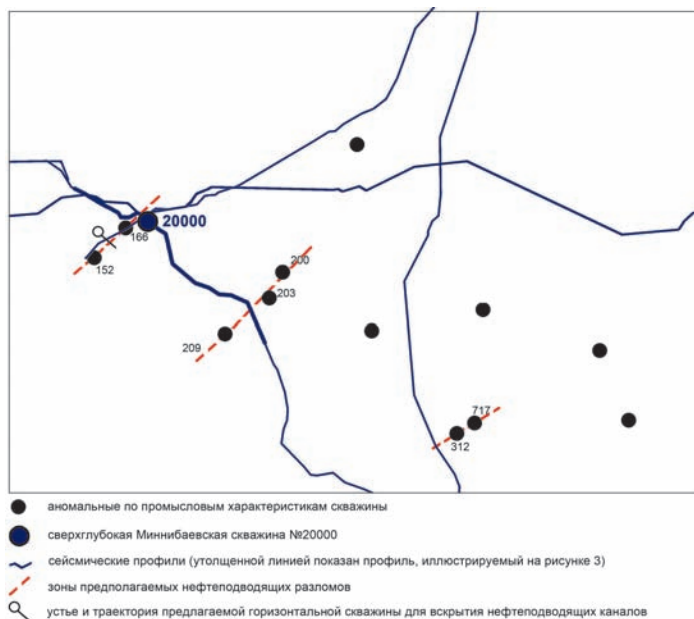 20000
166
152
200
203
209
717
312
аномальные по промысловым характеристикам скважины
сверхглубокая Миннибаевская скважина №20000
сейсмические профили (утолщенной линией показан профиль, иллюстрируемый на рисунке 3)
зоны предполагаемых нефтеподводящих разломов
устье и траектория предлагаемой горизонтальной скважины для вскрытия нефтеподводящих каналов